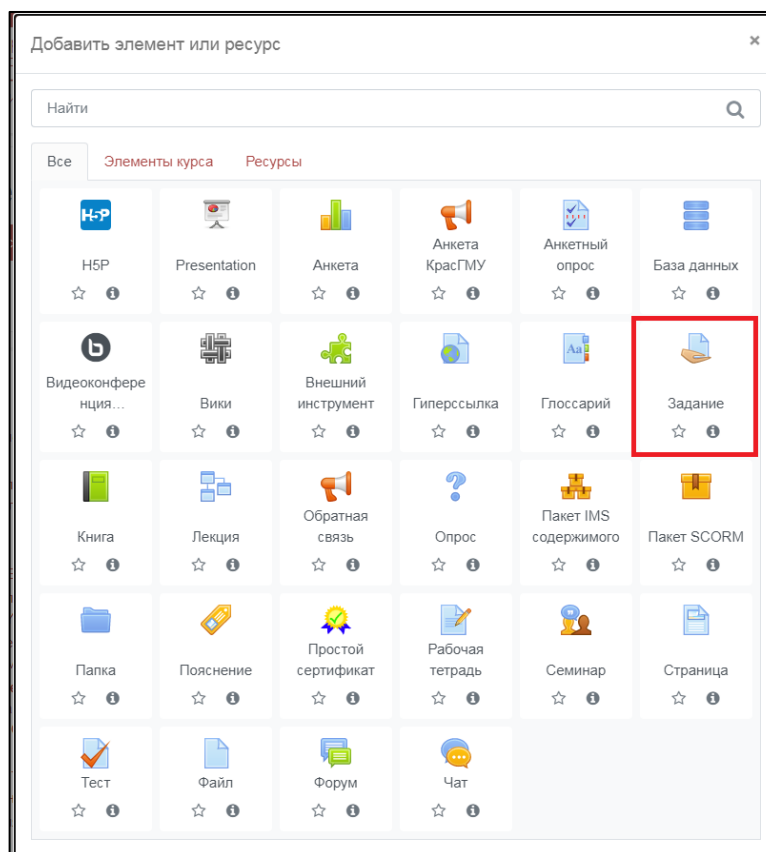 Добавить элемент или ресурс ×
Найти
Все Элементы курса Ресурсы
H5P
H5P
Presentation
Анкета
Анкета
КрасГМУ
Анкетный
опрос
База данных
Видеоконфере
нция...
Вики
Внешний
инструмент
Гиперссылка
Aa
Глоссарий
Задание
Книга
Лекция
Обратная
связь
Опрос
Пакет IMS
содержимого
Пакет SCORM
Папка
Пояснение
Простой
сертификат
Рабочая
тетрадь
Семинар
Страница
Тест
Файл
Форум
Чат